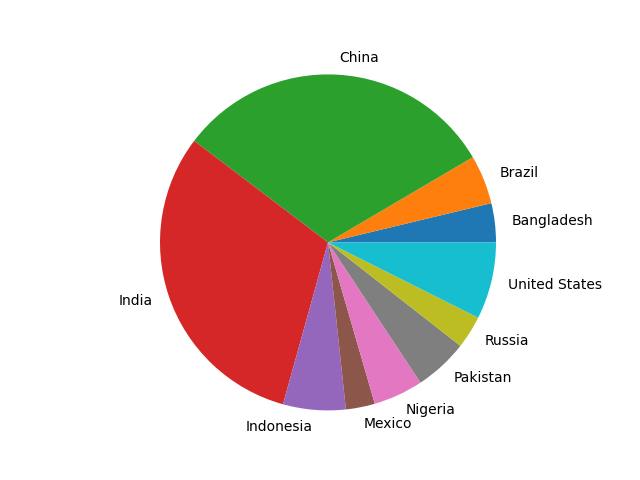 China
Brazil
Bangladesh
India
United States
Russia
Pakistan
Nigeria
Mexico
Indonesia